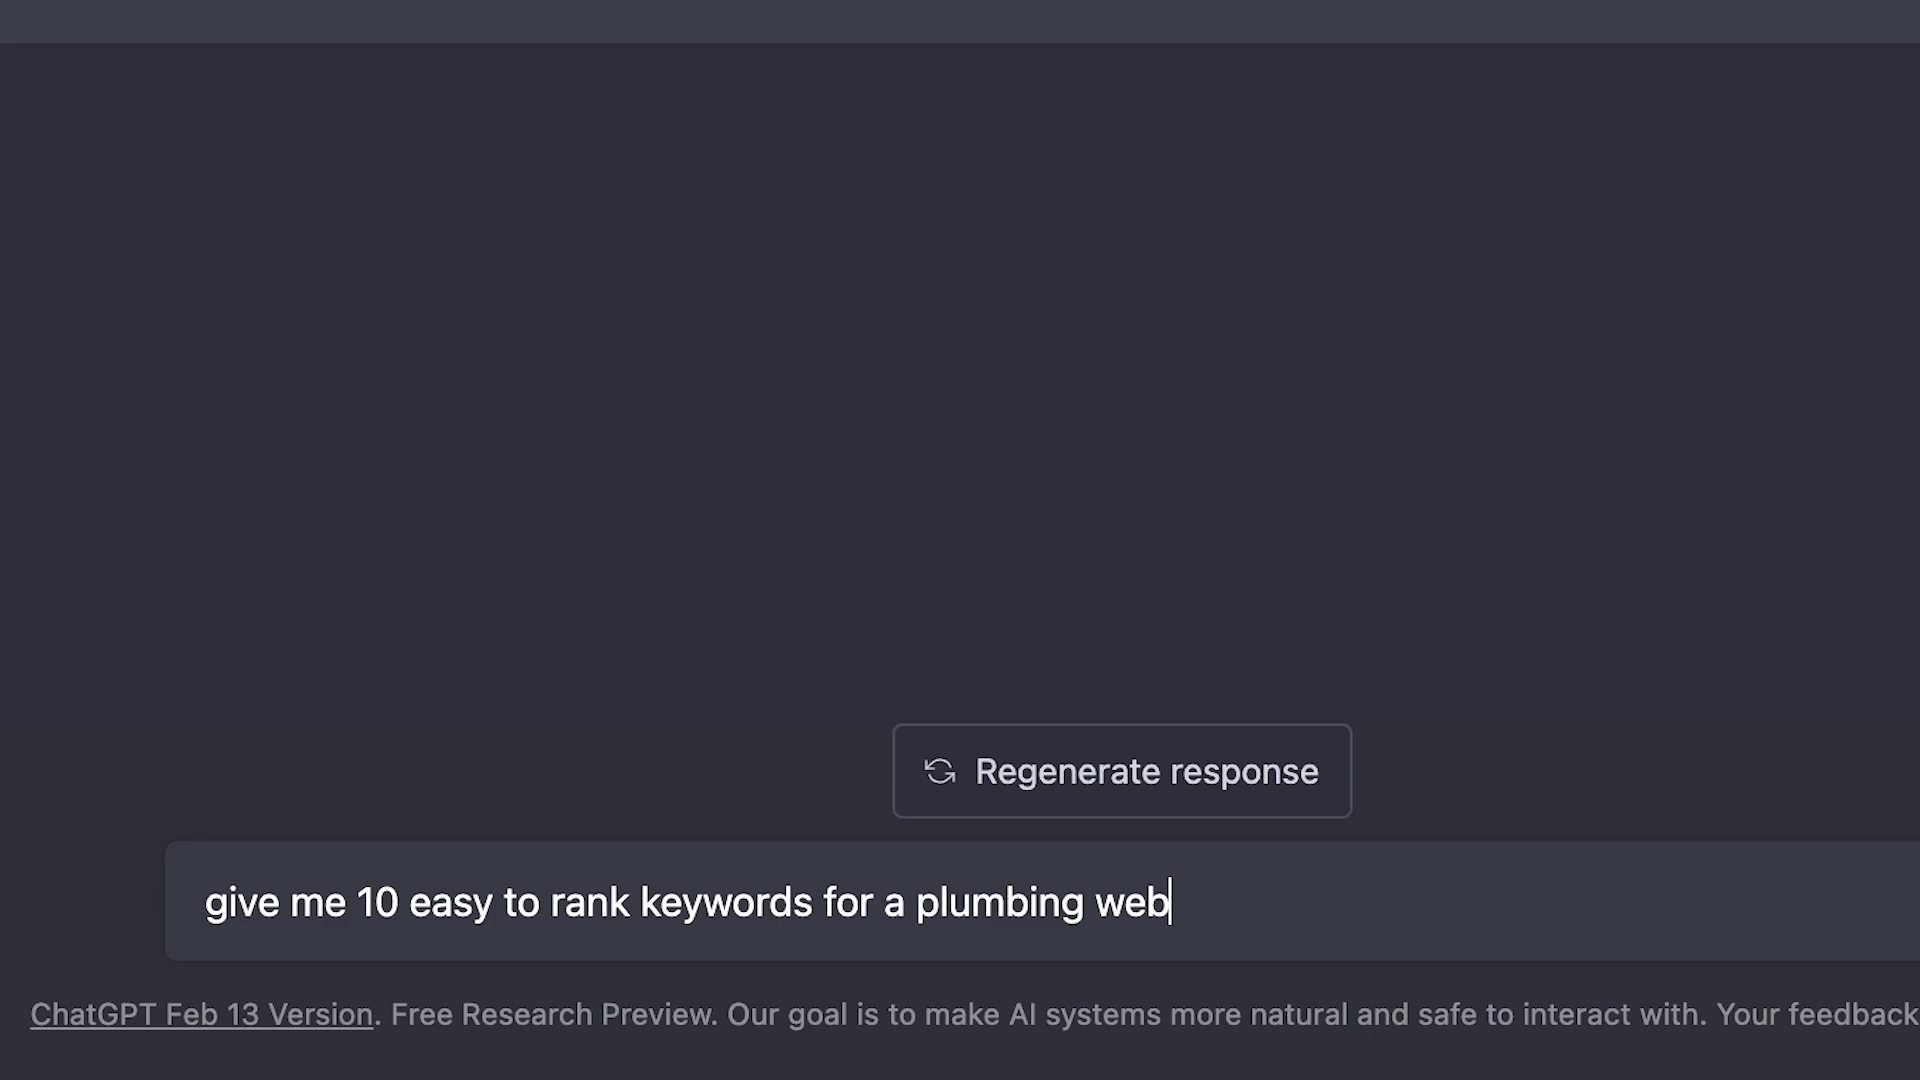 Regenerate response
give me 10 easy to rank keywords for a plumbing web
ChatGPT Feb 13 Version. Free Research Preview. Our goal is to make AI systems more natural and safe to interact with. Your feedback